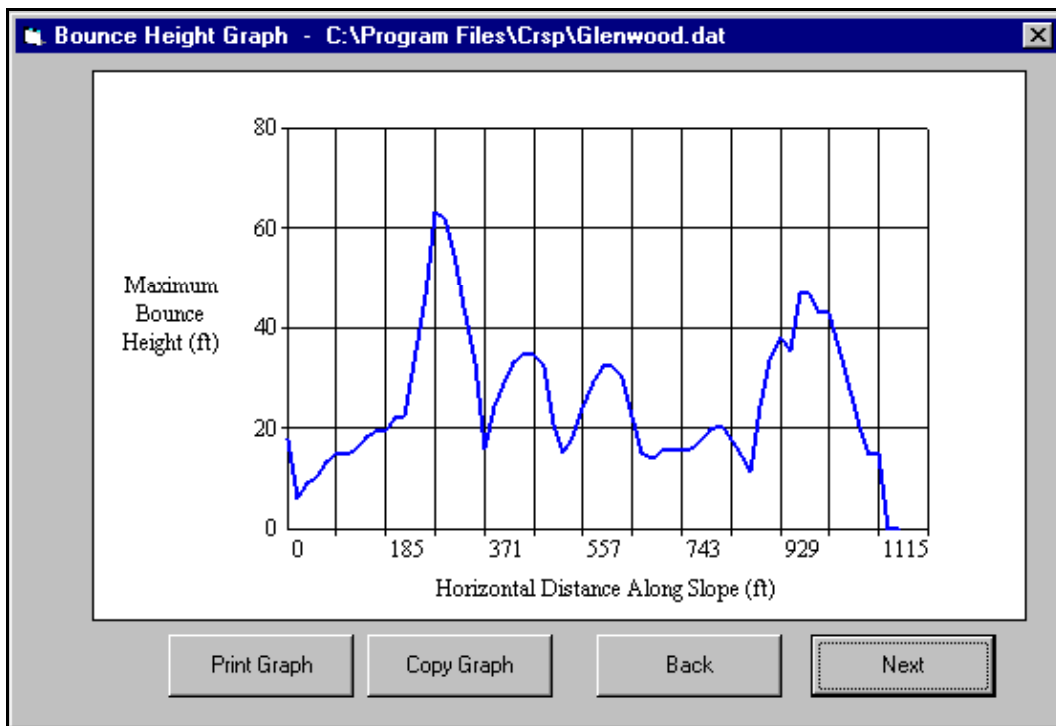 Bounce Height Graph - C:\Program Files\Crsp\Glenwood.dat
80
60
Maximum
Bounce
Height (ft)
40
20
0
0 185 371 557 743 929 1115
Horizontal Distance Along Slope (ft)
Print Graph Copy Graph Back Next